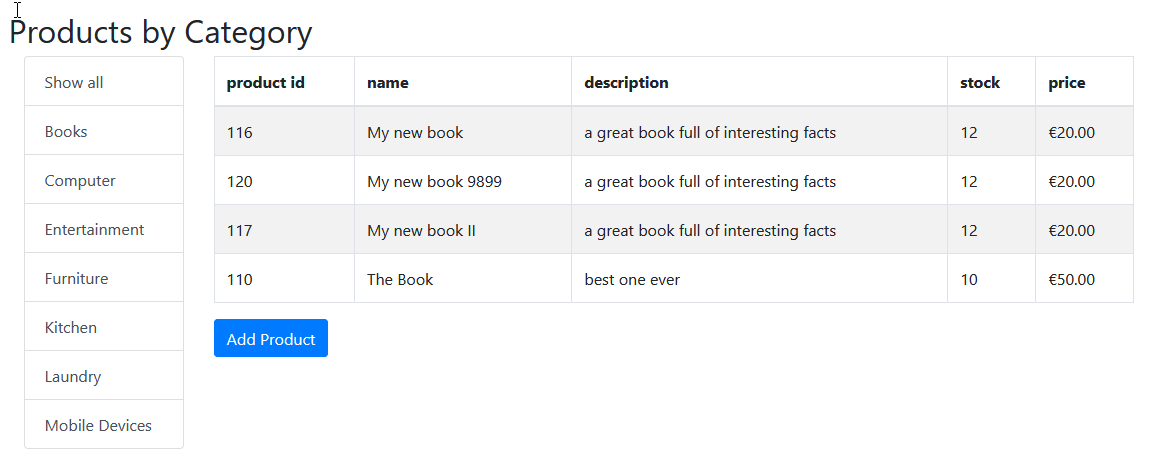 Products by Category
Show all
Books
Computer
Entertainment
Furniture
Kitchen
Laundry
Mobile Devices
product id name description stock price
116 My new book a great book full of interesting facts 12 €20.00
120 My new book 9899 a great book full of interesting facts 12 €20.00
117 My new book II a great book full of interesting facts 12 €20.00
110 The Book best one ever 10 €50.00
Add Product